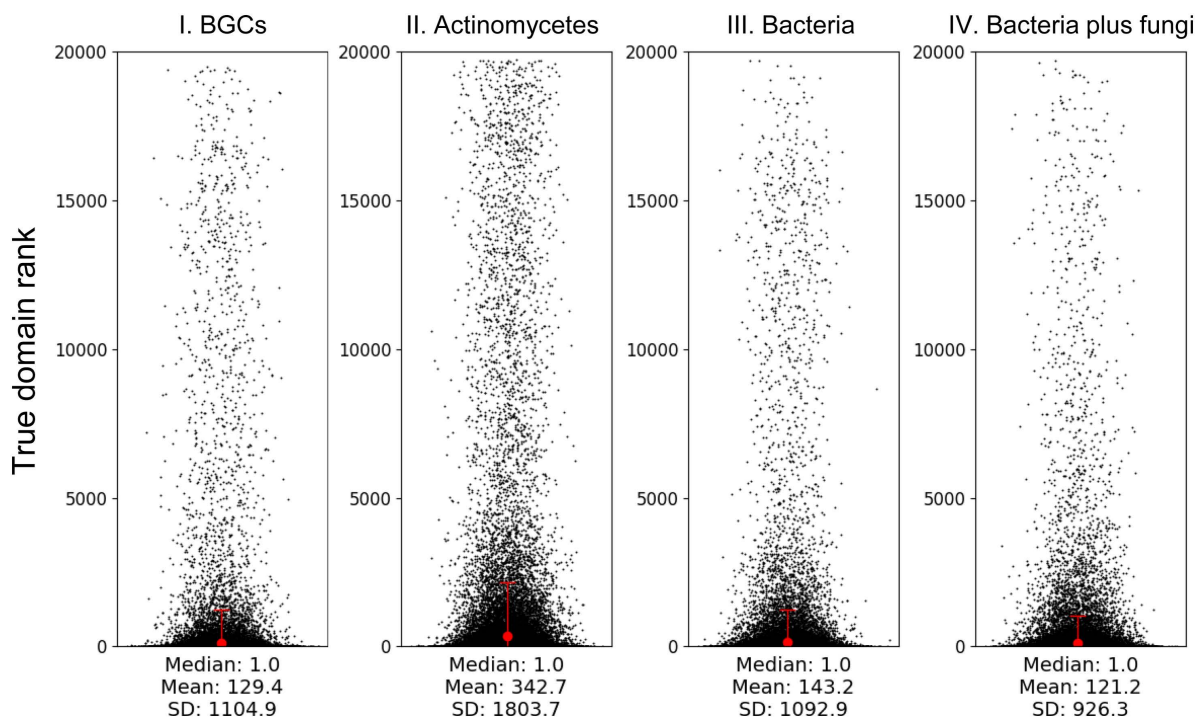 I. BGCs
II. Actinomycetes
III. Bacteria
IV. Bacteria plus fungi
True domain rank
20000
15000
10000
5000
0
20000
15000
10000
5000
0
20000
15000
10000
5000
0
20000
15000
10000
5000
0
Median: 1.0
Mean: 129.4
SD: 1104.9
Median: 1.0
Mean: 342.7
SD: 1803.7
Median: 1.0
Mean: 143.2
SD: 1092.9
Median: 1.0
Mean: 121.2
SD: 926.3